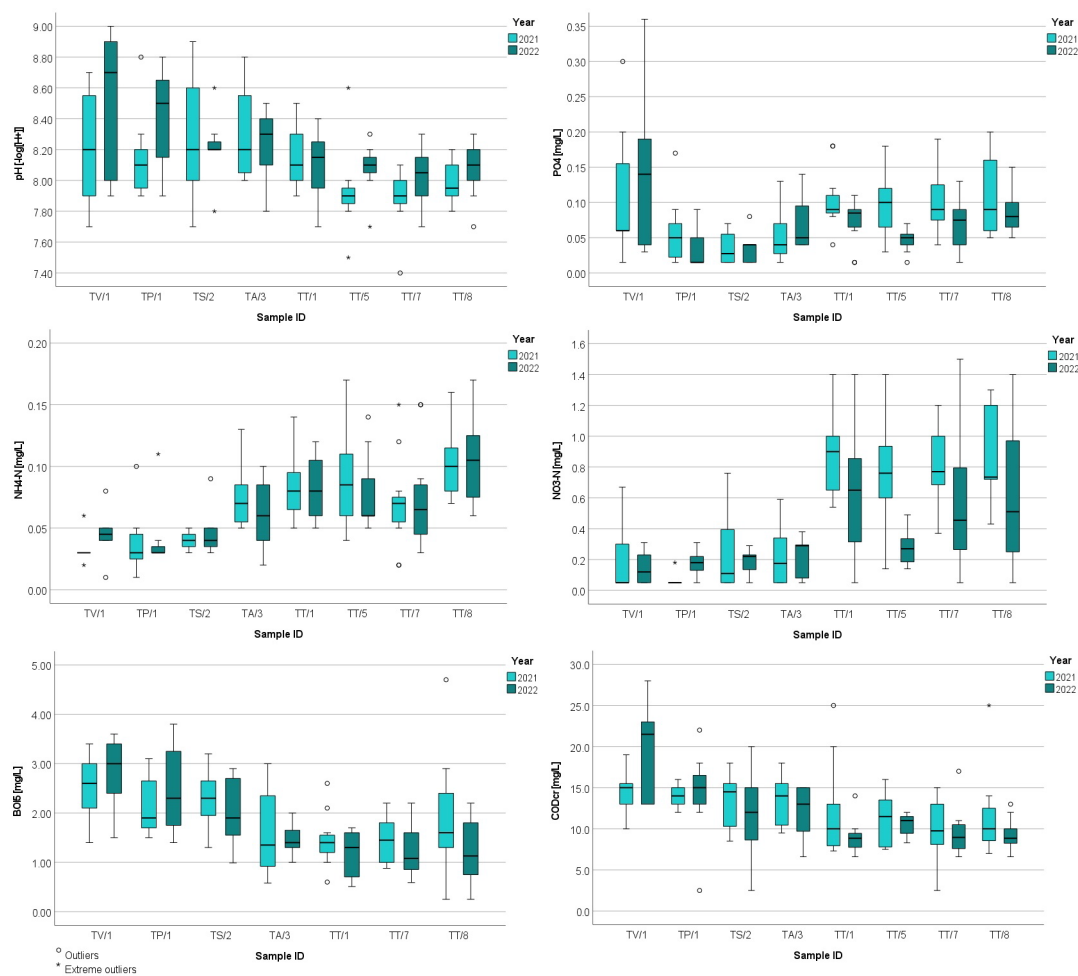 Year
2021
2022
9.00
8.80
8.60
8.40
8.20
8.00
7.80
7.60
7.40
pH [-log[H+]]
TV/1 TP/1 TS/2 TA/3 TT/1 TT/5 TT/7 TT/8
Sample ID
Year
2021
2022
0.35
0.30
0.25
0.20
0.15
0.10
0.05
0.00
PO4 [mg/L]
TV/1 TP/1 TS/2 TA/3 TT/1 TT/5 TT/7 TT/8
Sample ID
Year
2021
2022
0.20
0.15
0.10
0.05
0.00
NH4-N [mg/L]
TV/1 TP/1 TS/2 TA/3 TT/1 TT/5 TT/7 TT/8
Sample ID
Year
2021
2022
1.6
1.4
1.2
1.0
0.8
0.6
0.4
0.2
0.0
NO3-N [mg/L]
TV/1 TP/1 TS/2 TA/3 TT/1 TT/5 TT/7 TT/8
Sample ID
Year
2021
2022
5.00
4.00
3.00
2.00
1.00
0.00
BOI5 [mg/L]
TV/1 TP/1 TS/2 TA/3 TT/1 TT/7 TT/8
Sample ID
Outliers
* Extreme outliers
Year
2021
2022
30.0
25.0
20.0
15.0
10.0
5.0
0.0
CODcr [mg/L]
TV/1 TP/1 TS/2 TA/3 TT/1 TT/5 TT/7 TT/8
Sample ID